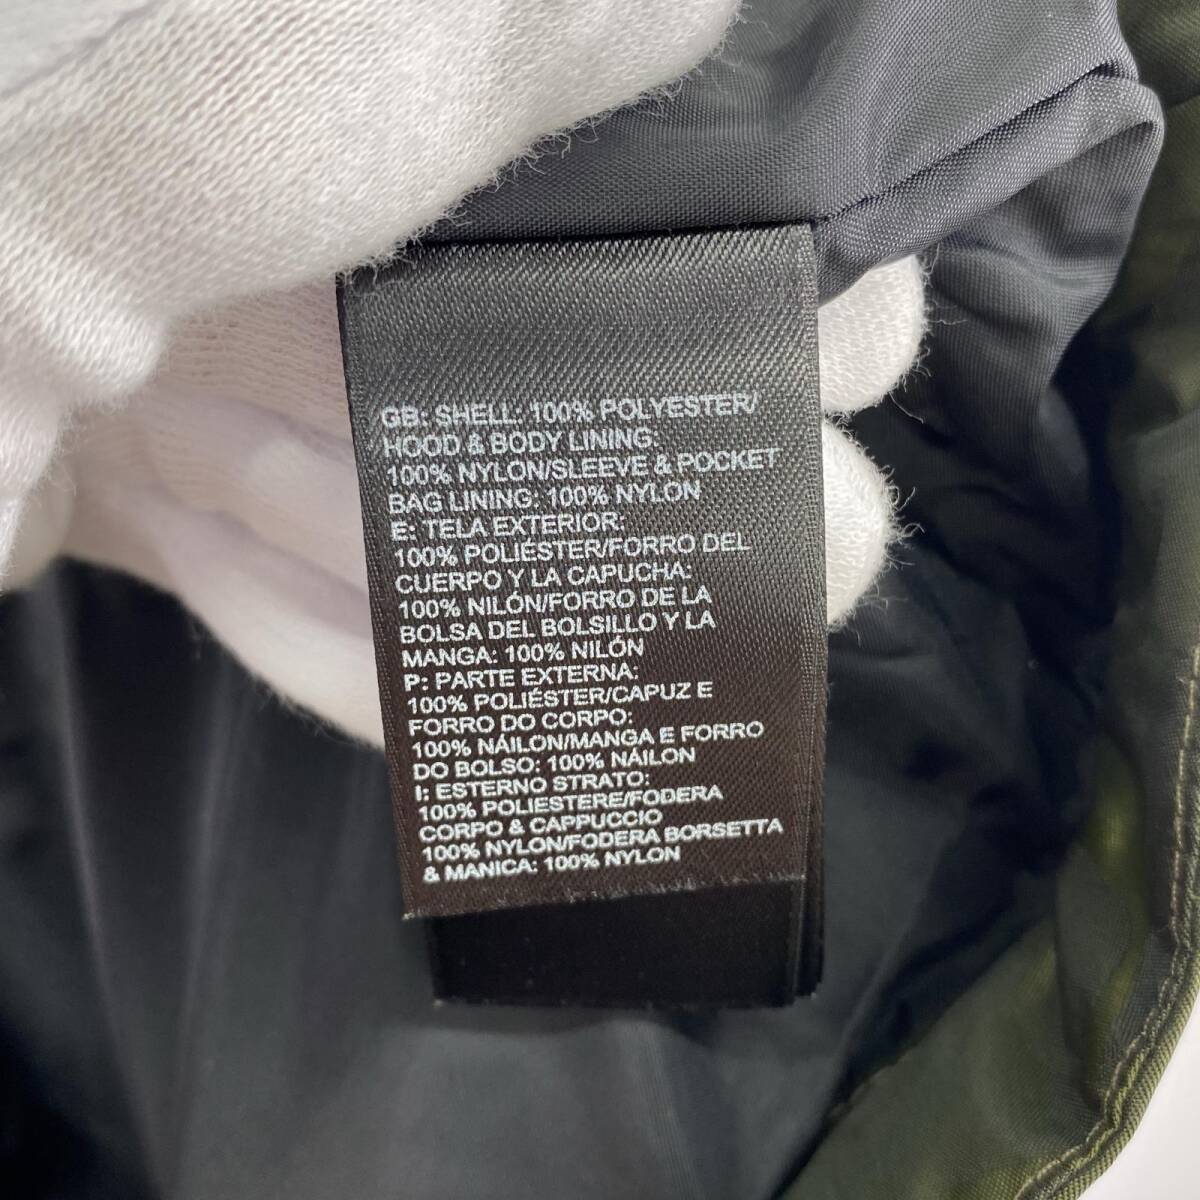 GB: SHELL: 100% POLYESTER/
HOOD & BODY LINING:
100% NYLON/SLEEVE & POCKET
BAG LINING: 100% NYLON
E: TELA EXTERIOR:
100% POLIÉSTER/FORRO DEL
CUERPO Y LA CAPUCHA:
100% NILÓN/FORRO DE LA
BOLSA DEL BOLSILLO Y LA
MANGA: 100% NILÓN
P: PARTE EXTERNA:
100% POLIÉSTER/CAPUZ E
FORRO DO CORPO:
100% NÁILON/MANGA E FORRO
DO BOLSO: 100% NÁILON
I: ESTERNO STRATO:
100% POLIESTERE/FODERA
CORPO & CAPPUCCIO
100% NYLON/FODERA BORSETTA
& MANICA: 100% NYLON